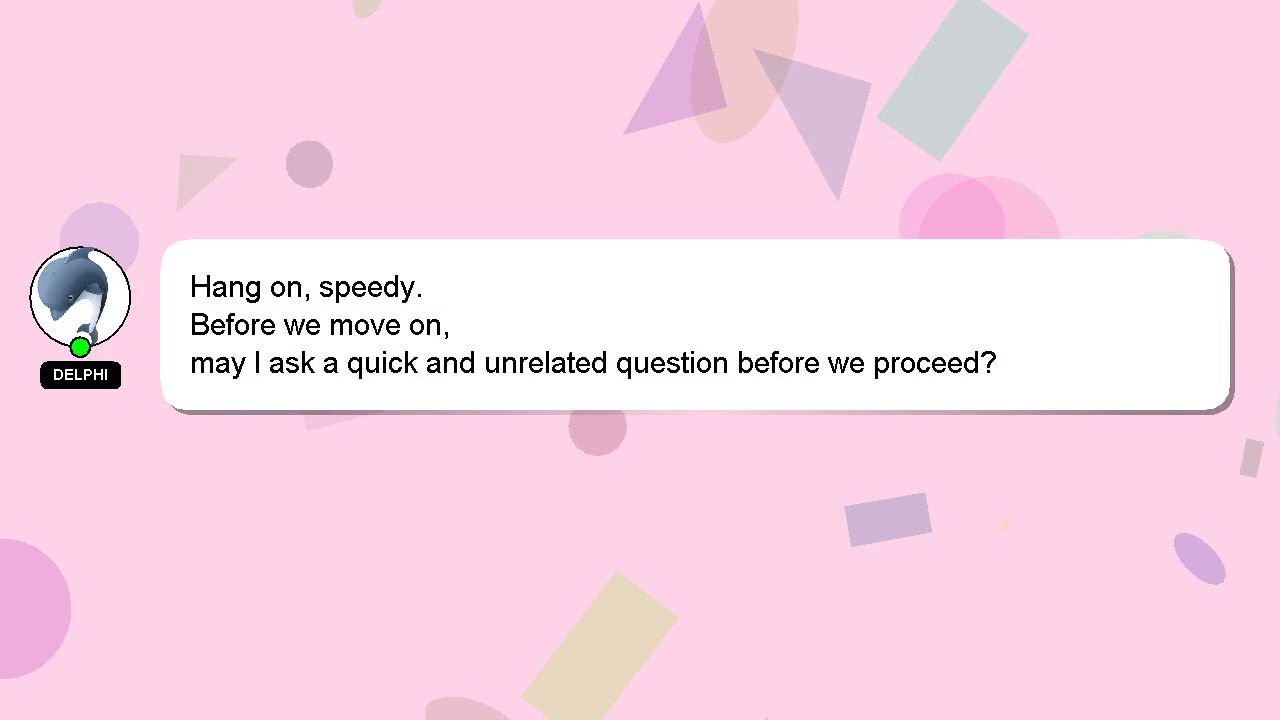 Hang on, speedy.
Before we move on,
may I ask a quick and unrelated question before we proceed?
DELPHI